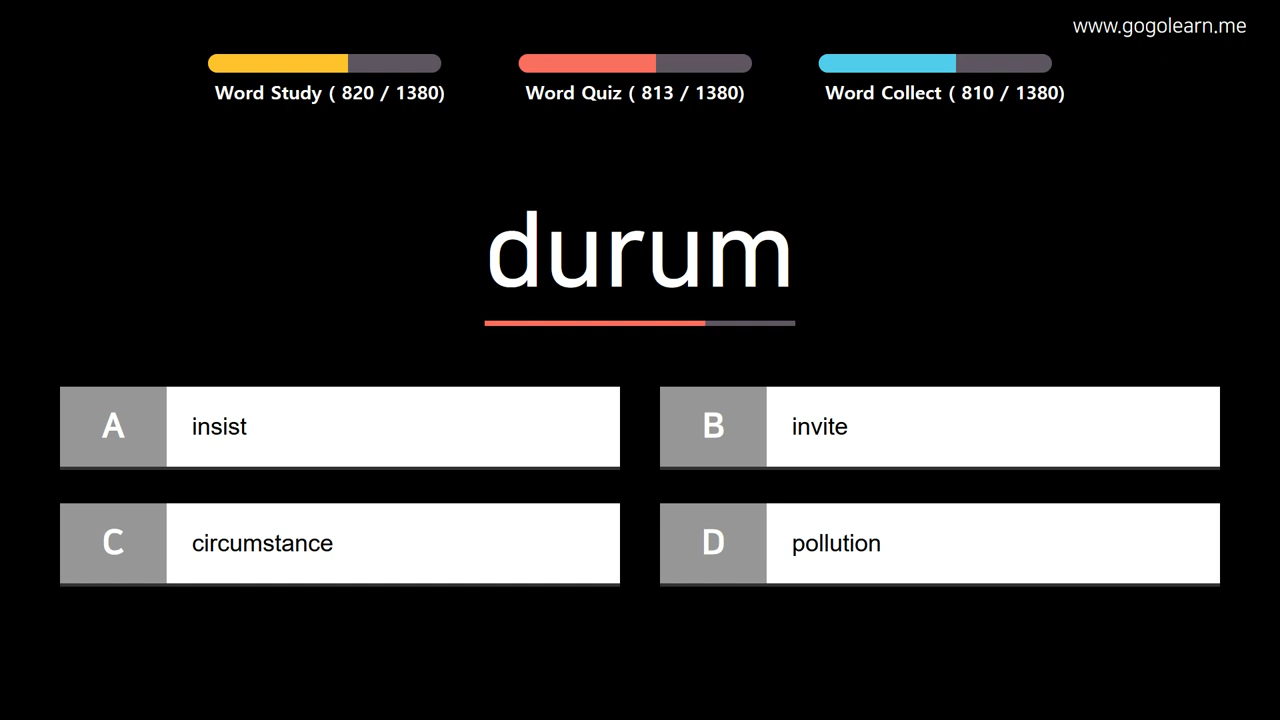 www.gogolearn.me
Word Study ( 820 / 1380)
Word Quiz ( 813 / 1380)
Word Collect ( 810 / 1380)
durum
A insist
B invite
C circumstance
D pollution